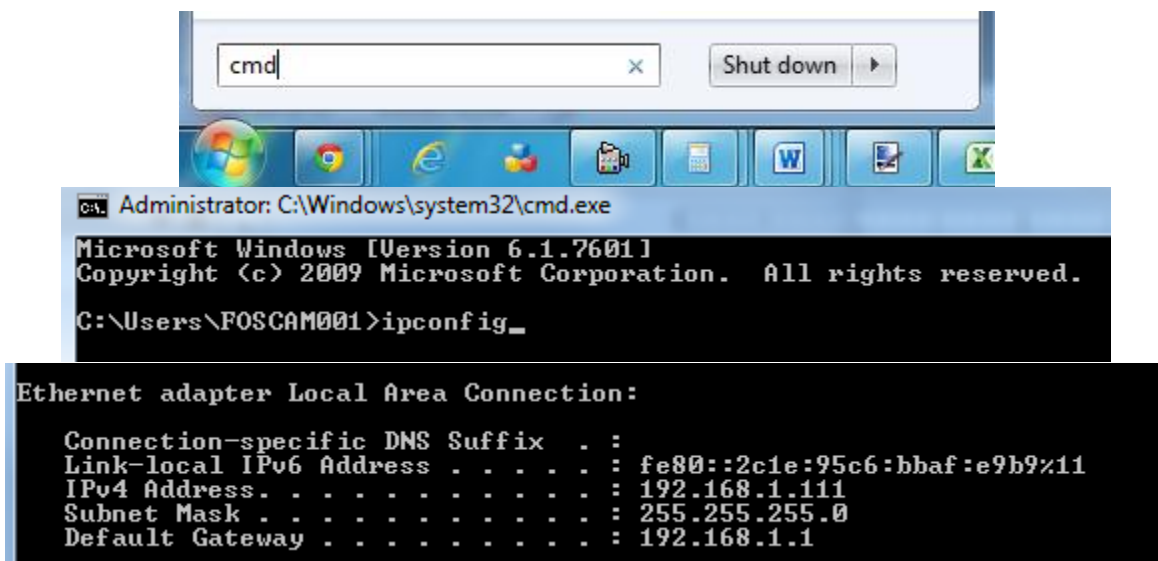 cmd
Shut down
Administrator: C:\Windows\system32\cmd.exe
Microsoft Windows [Version 6.1.7601]
Copyright (c) 2009 Microsoft Corporation.  All rights reserved.
C:\Users\FOSCAM001>ipconfig_
Ethernet adapter Local Area Connection:
Connection-specific DNS Suffix  . :
Link-local IPv6 Address . . . . . : fe80::2c1e:95c6:bbaf:e9b9%11
IPv4 Address. . . . . . . . . . . : 192.168.1.111
Subnet Mask . . . . . . . . . . . : 255.255.255.0
Default Gateway . . . . . . . . . : 192.168.1.1